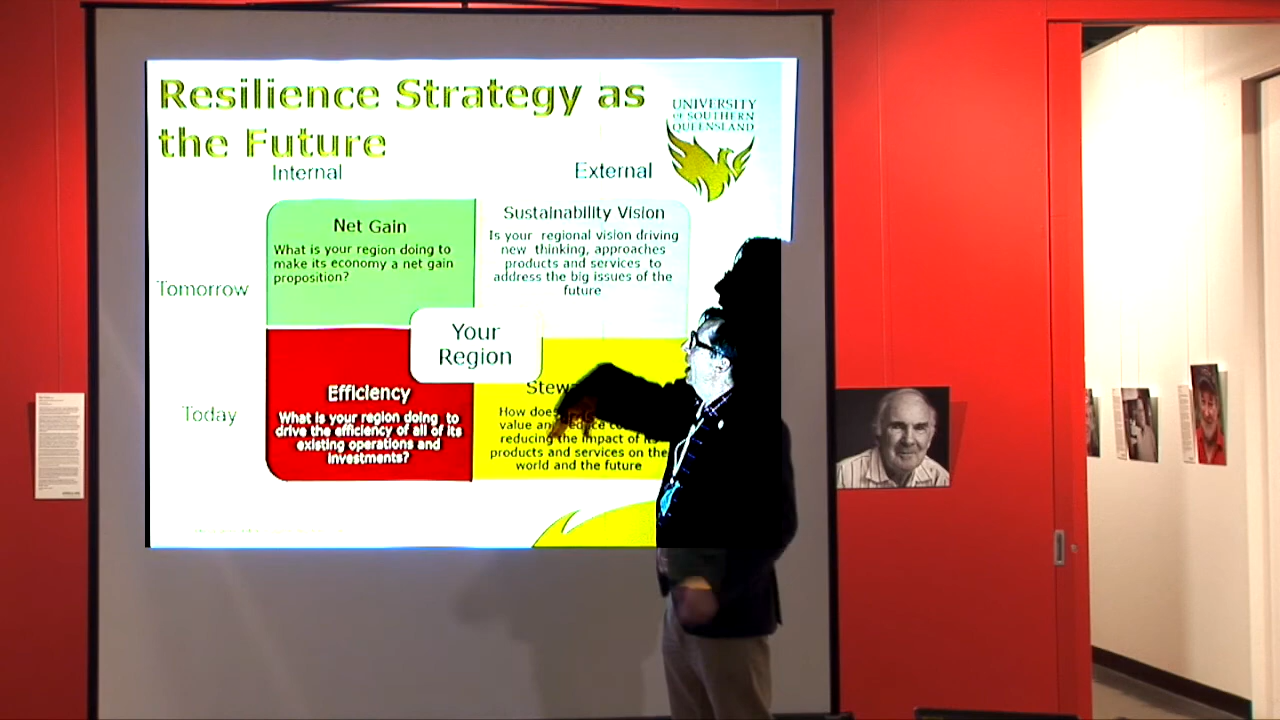 Resilience Strategy as
the Future
UNIVERSITY
OF SOUTHERN
QUEENSLAND
Internal
External
Net Gain
What is your region doing to
make its economy a net gain
proposition?
Sustainability Vision
Is your regional vision driving
new thinking, approaches
products and services to
address the big issues of the
future
Tomorrow
Your
Region
Today
Efficiency
What is your region doing to
drive the efficiency of all of its
existing operations and
investments?
How does
value
reducing the impact of
products and services on the
world and the future